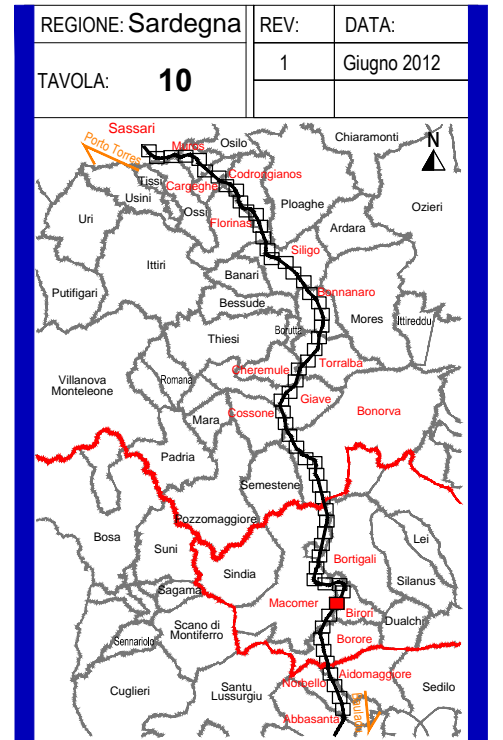 REGIONE: Sardegna
REV:
DATA:
TAVOLA: 10
1
Giugno 2012
Sassari
Porto Torres
Muros
Osilo
Chiaramonti
N
Tissi
Cargeghe
Codrongianos
Usini
Ossi
Ploaghe
Ozieri
Uri
Florinas
Ardara
Siligo
Ittiri
Banari
Bonnanaro
Putifigari
Bessude
Mores
Ittireddu
Borutta
Thiesi
Cheremule
Torralba
Villanova
Monteleone
Romana
Giave
Cossone
Bonorva
Mara
Padria
Semestene
Pozzomaggiore
Bosa
Suni
Lei
Bortigali
Sindia
Silanus
Sagama
Macomer
Birori
Dualchi
Scano di
Montiferro
Sennariolo
Borore
Aidomaggiore
Norbello
Sedilo
Cuglieri
Santu
Lussurgiu
Abbasanta